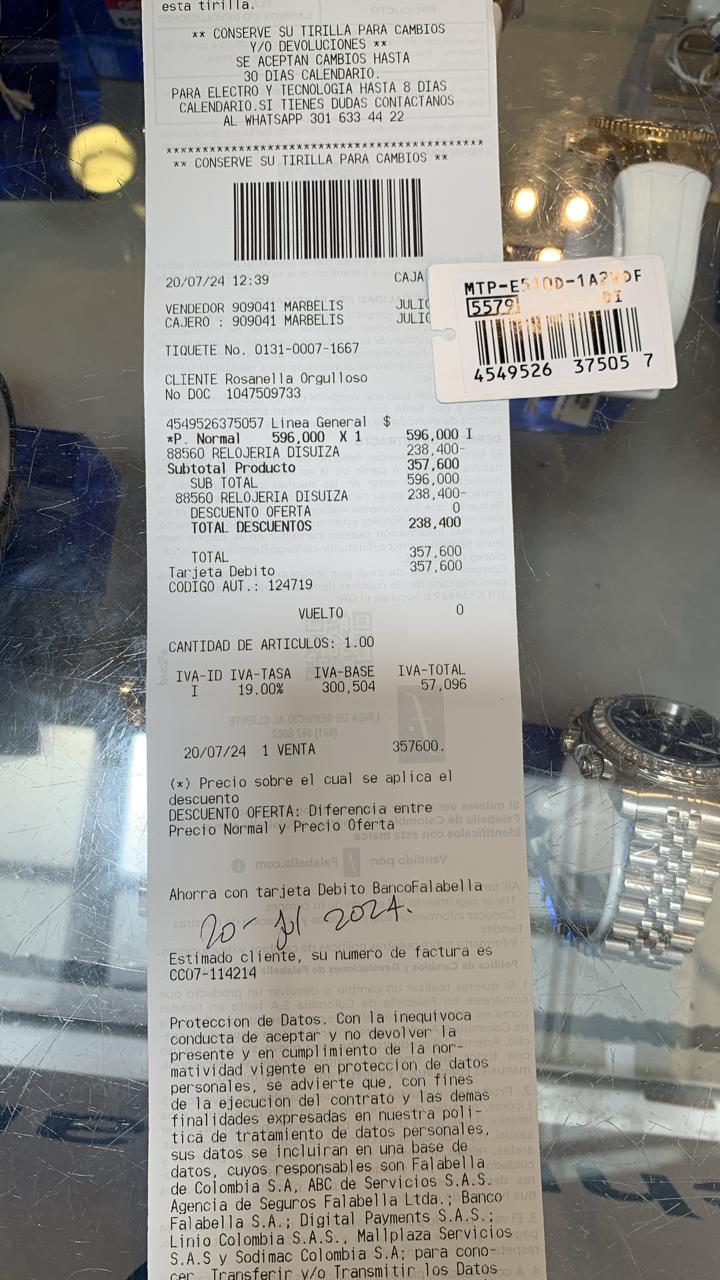 esta tirilla.
** CONSERVE SU TIRILLA PARA CAMBIOS
Y/O DEVOLUCIONES **
SE ACEPTAN CAMBIOS HASTA
30 DIAS CALENDARIO.
PARA ELECTRO Y TECNOLOGIA HASTA 8 DIAS
CALENDARIO.SI TIENES DUDAS CONTACTANOS
AL WHATSAPP 301 633 44 22
******************************************
** CONSERVE SU TIRILLA PARA CAMBIOS **
20/07/24 12:39 CAJA
VENDEDOR 909041 MARBELIS JULIO
CAJERO : 909041 MARBELIS JULIO
TIQUETE No. 0131-0007-1667
CLIENTE Rosanella Orgulloso
No DOC 1047509733
4549526375057 Linea General $
*P. Normal 596,000 X 1 596,000 I
88560 RELOJERIA DISUIZA 238,400-
Subtotal Producto 357,600
SUB TOTAL 596,000
88560 RELOJERIA DISUIZA 238,400-
DESCUENTO OFERTA 0
TOTAL DESCUENTOS 238,400
TOTAL 357,600
Tarjeta Debito 357,600
CODIGO AUT.: 124719
VUELTO 0
CANTIDAD DE ARTICULOS: 1.00
IVA-ID IVA-TASA IVA-BASE IVA-TOTAL
I 19.00% 300,504 57,096
20/07/24 1 VENTA 357600.
(*) Precio sobre el cual se aplica el
descuento
DESCUENTO OFERTA: Diferencia entre
Precio Normal y Precio Oferta
Ahorra con tarjeta Debito BancoFalabella
20- Jul 2024.
Estimado cliente, su numero de factura es
CC07-114214
Proteccion de Datos. Con la inequivoca
conducta de aceptar y no devolver la
presente y en cumplimiento de la nor-
matividad vigente en proteccion de datos
personales, se advierte que, con fines
de la ejecucion del contrato y las demas
finalidades expresadas en nuestra poli-
tica de tratamiento de datos personales,
sus datos se incluiran en una base de
datos, cuyos responsables son Falabella
de Colombia S.A, ABC de Servicios S.A.S.
Agencia de Seguros Falabella Ltda.; Banco
Falabella S.A.; Digital Payments S.A.S.;
Linio Colombia S.A.S., Mallplaza Servicios
S.A.S y Sodimac Colombia S.A; para cono-
cer, Transferir y/o Transmitir los Datos
5579
4549526 37505 7